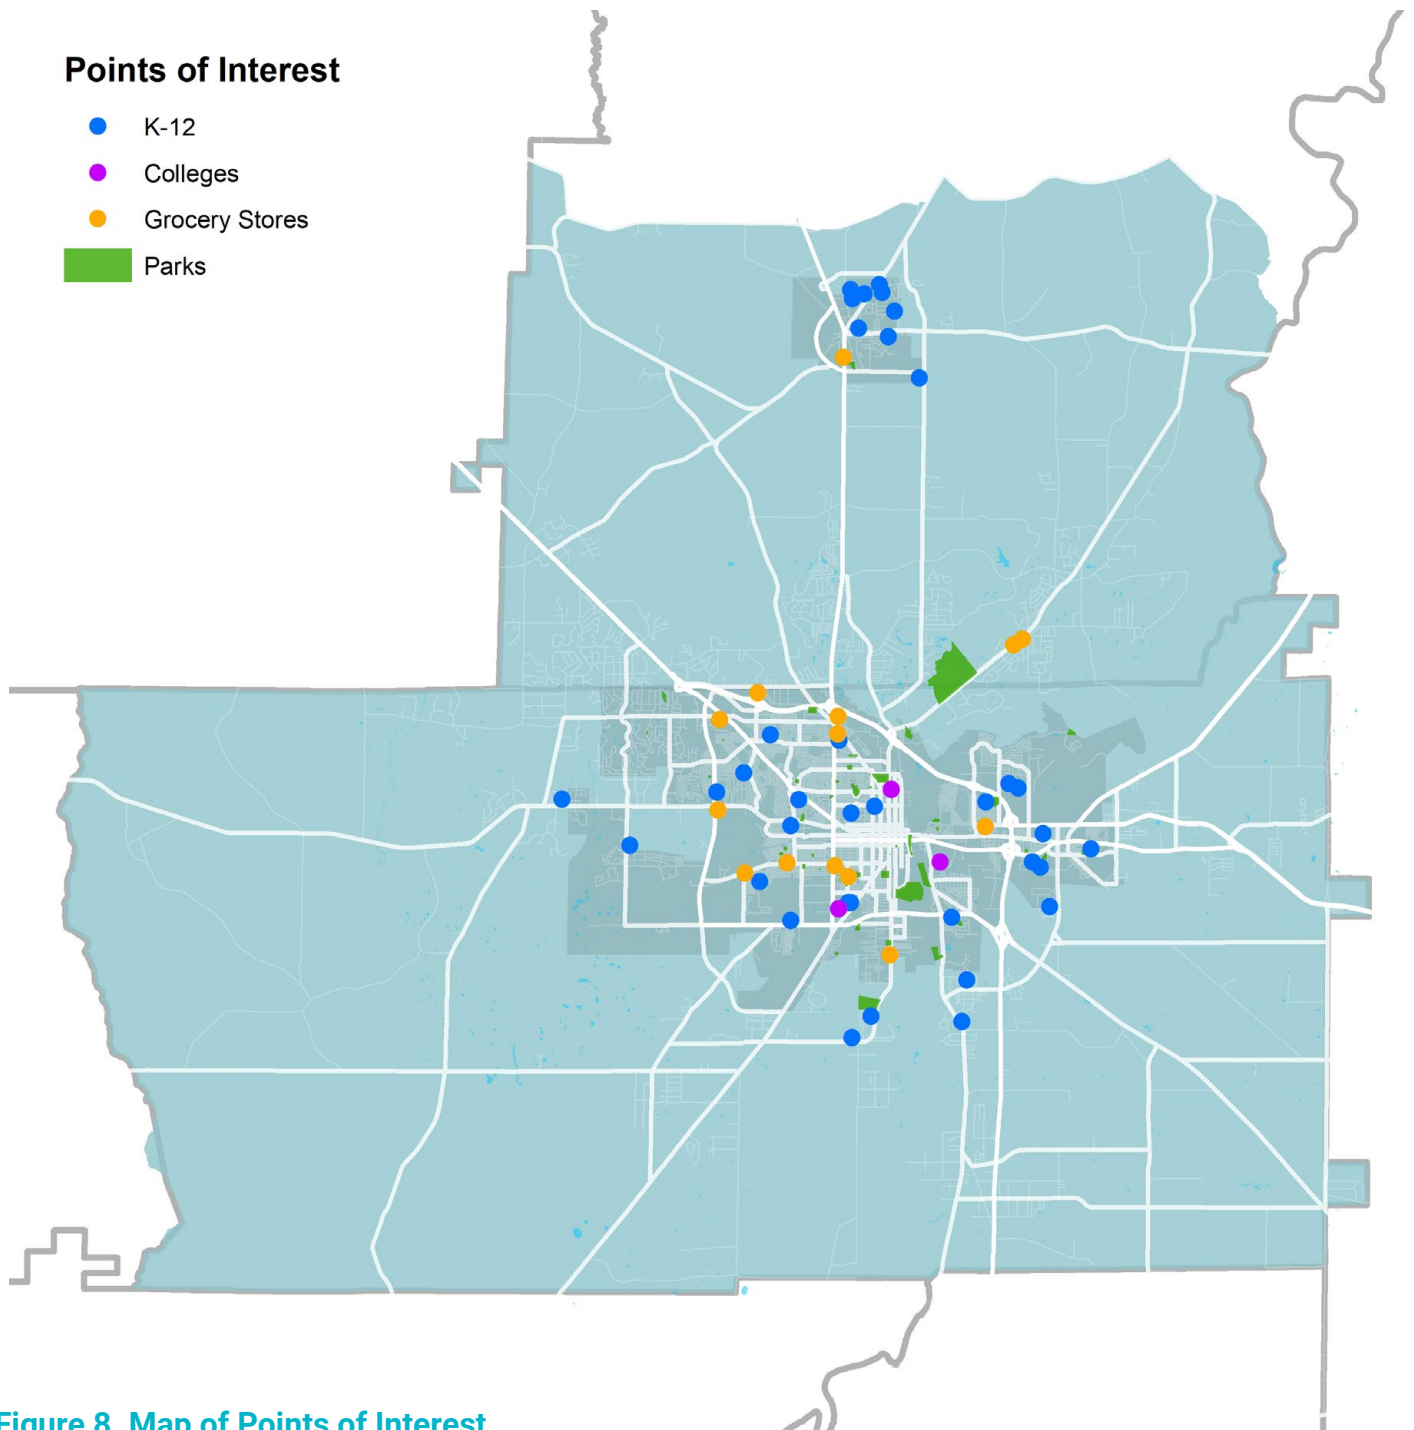 Points of Interest
K-12
Colleges
Grocery Stores
Parks
Figure 8. Map of Points of Interest